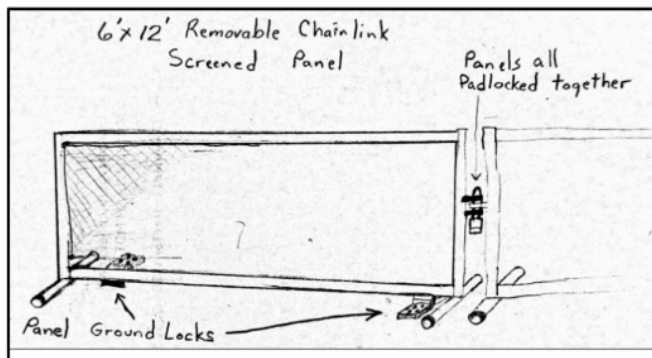 6'x 12' Removable Chainlink
Screened Panel
Panels all
Padlocked together
Panel Ground Locks